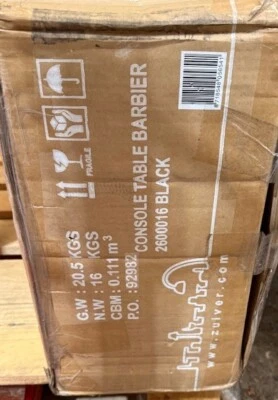 CONSOLE TABLE BARBIER
2600016 BLACK
FRAGILE
G.W : 20.5 KGS
N.W : 16 KGS
CBM : 0.111 m³
P.O. : 92982
www.zuiver.com